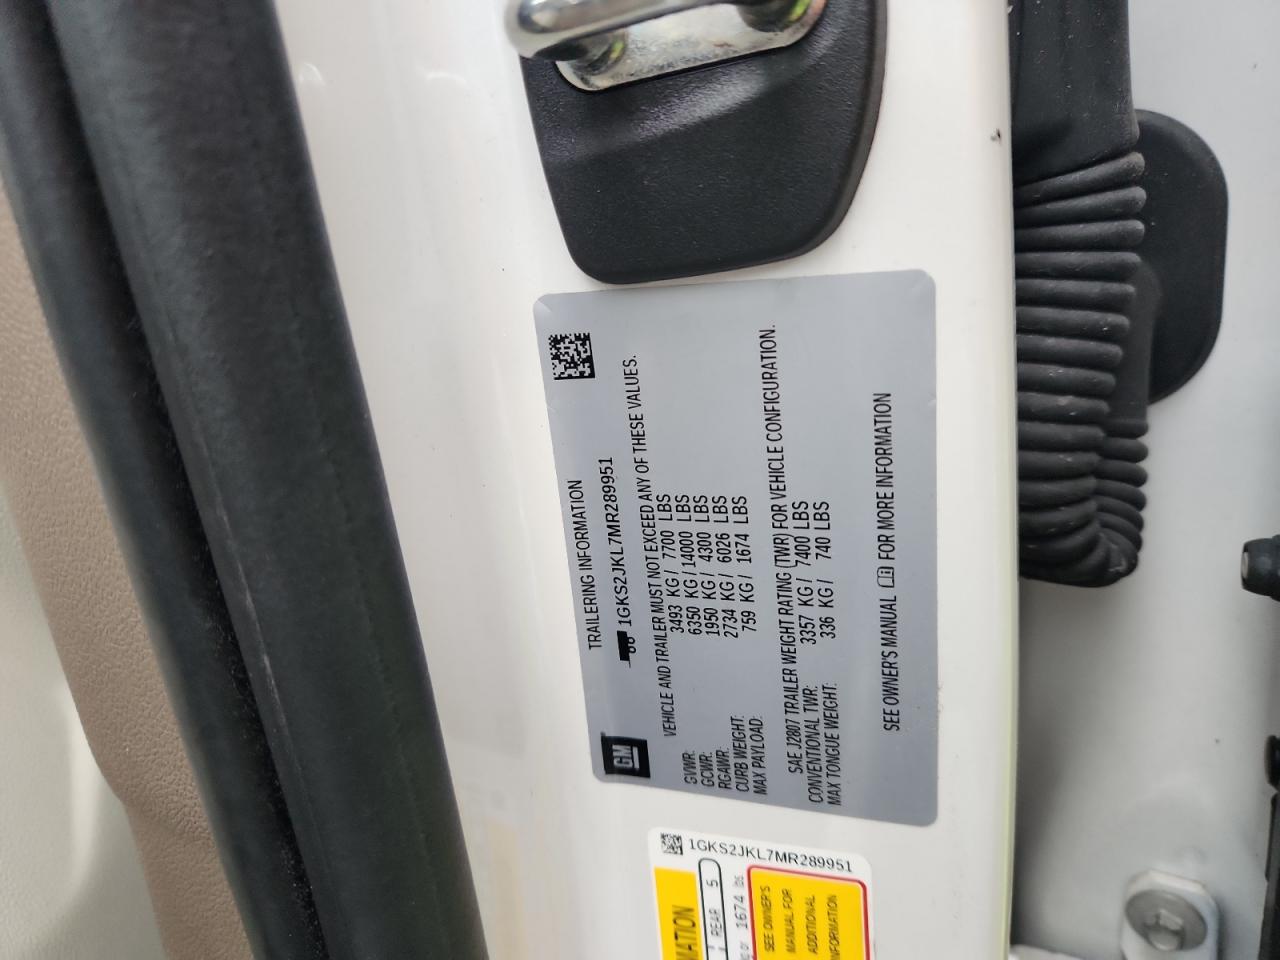 GM
TRAILERING INFORMATION
1GKS2JKL7MR289951
VEHICLE AND TRAILER MUST NOT EXCEED ANY OF THESE VALUES.
GVWR: 3493 KG / 7700 LBS
GCWR: 6350 KG / 14000 LBS
RGAWR: 1950 KG / 4300 LBS
CURB WEIGHT: 2734 KG / 6026 LBS
MAX PAYLOAD: 759 KG / 1674 LBS
SAE J2807 TRAILER WEIGHT RATING (TWR) FOR VEHICLE CONFIGURATION.
CONVENTIONAL TWR: 3357 KG / 7400 LBS
MAX TONGUE WEIGHT: 336 KG / 740 LBS
SEE OWNER'S MANUAL FOR MORE INFORMATION
1GKS2JKL7MR289951
MATION
REAR 5
or 1674 lbs
SEE OWNER'S
MANUAL FOR
ADDITIONAL
INFORMATION